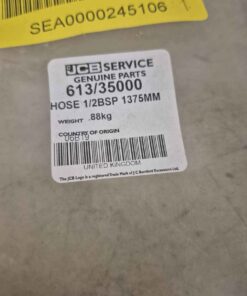 SEA0000245106
JCB SERVICE
GENUINE PARTS
613/35000
HOSE 1/2BSP 1375MM
WEIGHT .88kg
COUNTRY OF ORIGIN
06B19
UNITED KINGDOM
The JCB Logo is a registered Trade Mark of J C Bamford Excavators Ltd.